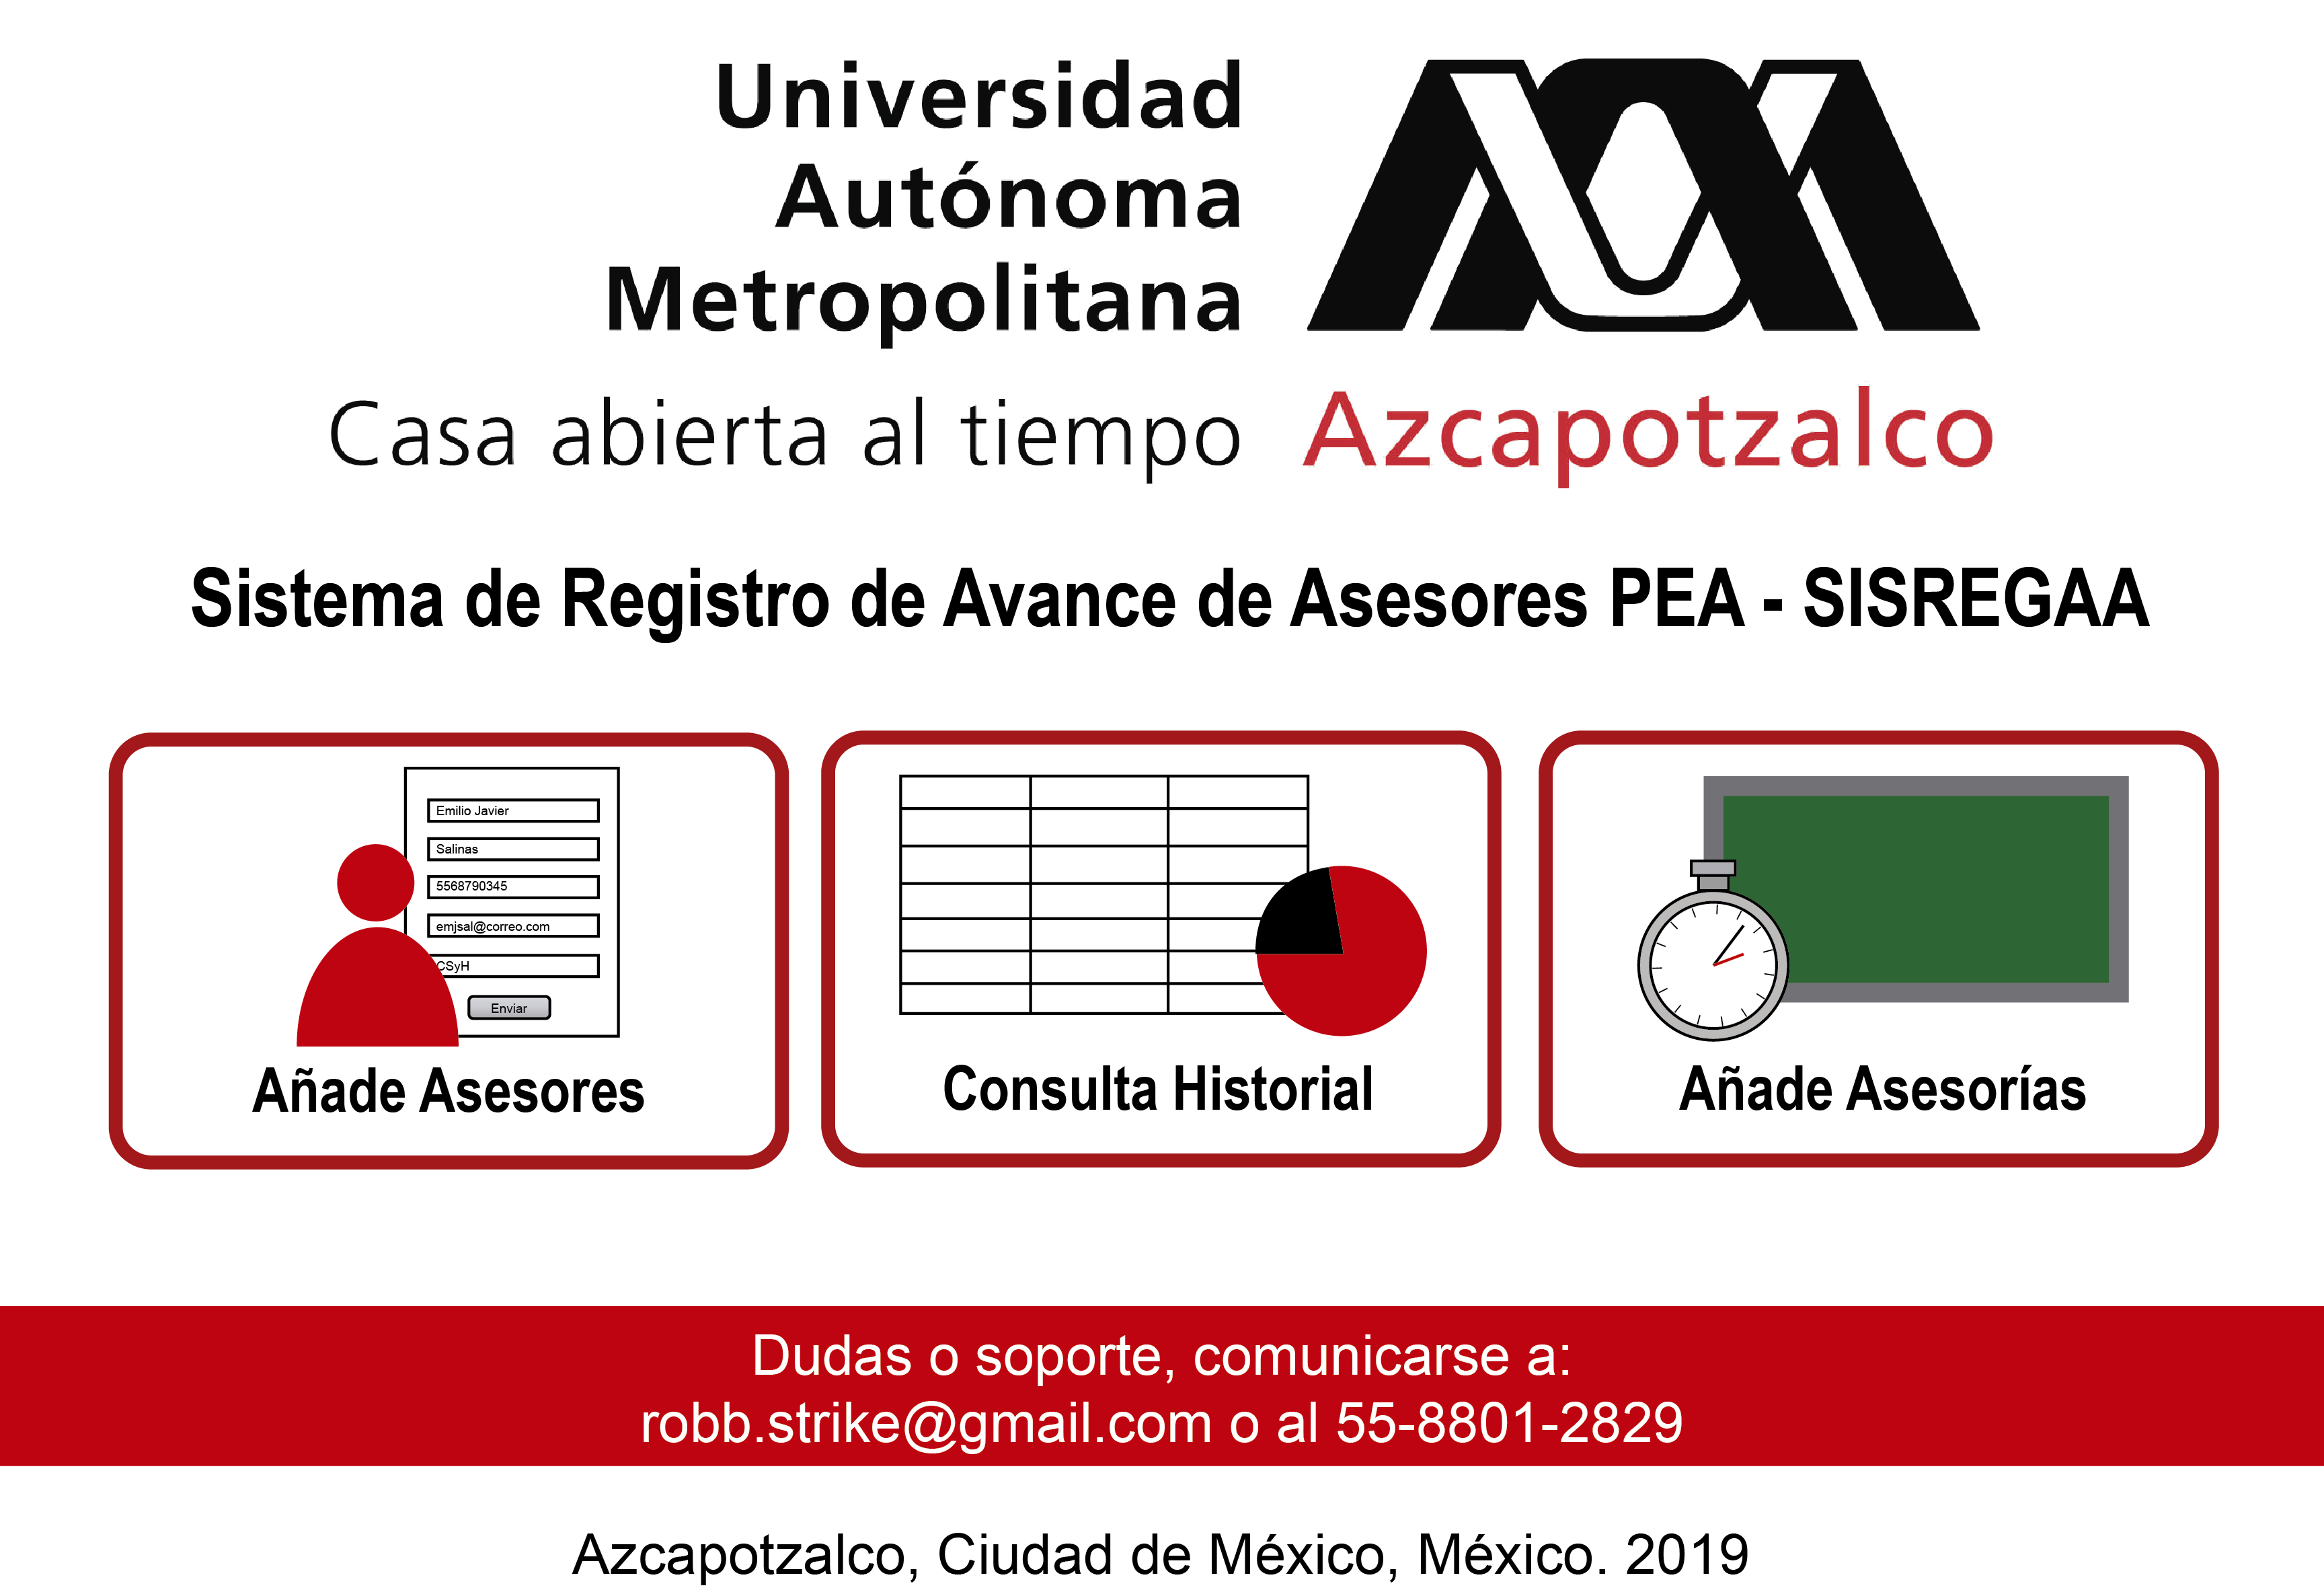 Universidad
Autónoma
Metropolitana
Casa abierta al tiempo Azcapotzalco
Sistema de Registro de Avance de Asesores PEA - SISREGAA
Emilio Javier
Salinas
5568790345
emjsal@correo.com
CSyH
Enviar
Añade Asesores
Consulta Historial
Añade Asesorías
Dudas o soporte, comunicarse a:
robb.strike@gmail.com o al 55-8801-2829
Azcapotzalco, Ciudad de México, México. 2019